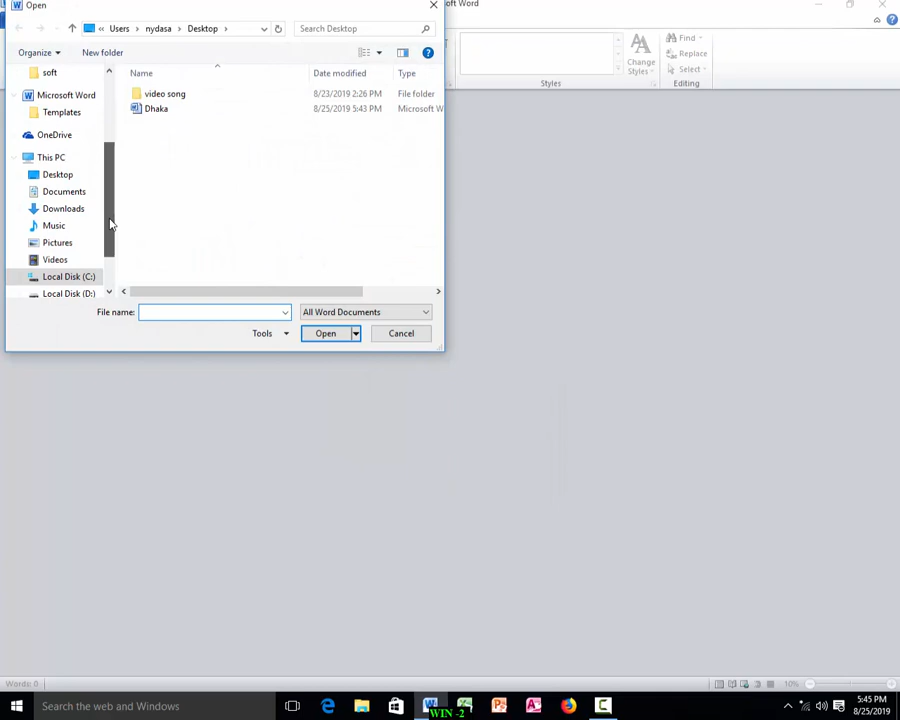 Open
oft Word
« Users › nydasa › Desktop ›
Search Desktop
Organize
New folder
Find
Replace
Select
Change
Styles
Styles
Editing
Name
Date modified
Type
soft
Microsoft Word
Templates
OneDrive
This PC
Desktop
Documents
Downloads
Music
Pictures
Videos
Local Disk (C:)
Local Disk (D:)
video song
8/23/2019 2:26 PM
File folder
Dhaka
8/25/2019 5:43 PM
Microsoft W
File name:
All Word Documents
Tools
Open
Cancel
Words: 0
10%
Search the web and Windows
WIN -2
5:45 PM
8/25/2019